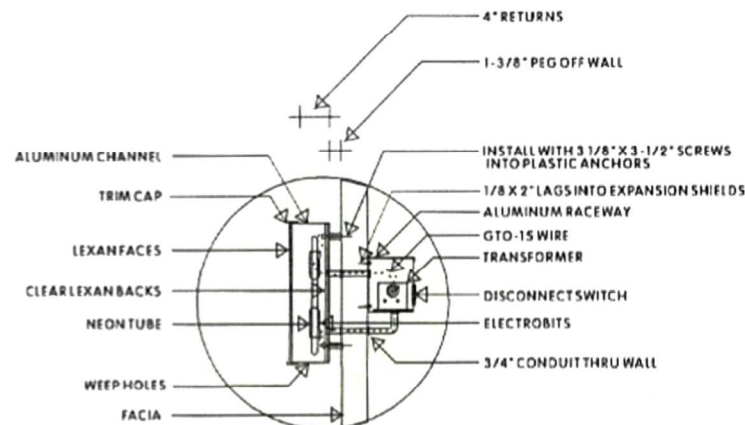 4" RETURNS
1-3/8" PEG OFF WALL
INSTALL WITH 3 1/8" X 3-1/2" SCREWS
INTO PLASTIC ANCHORS
1/8 X 2" LAGS INTO EXPANSION SHIELDS
ALUMINUM RACEWAY
GTO-15 WIRE
TRANSFORMER
DISCONNECT SWITCH
ELECTROBITS
3/4" CONDUIT THRU WALL
ALUMINUM CHANNEL
TRIM CAP
LEXAN FACES
CLEAR LEXAN BACKS
NEON TUBE
WEEP HOLES
FACIA